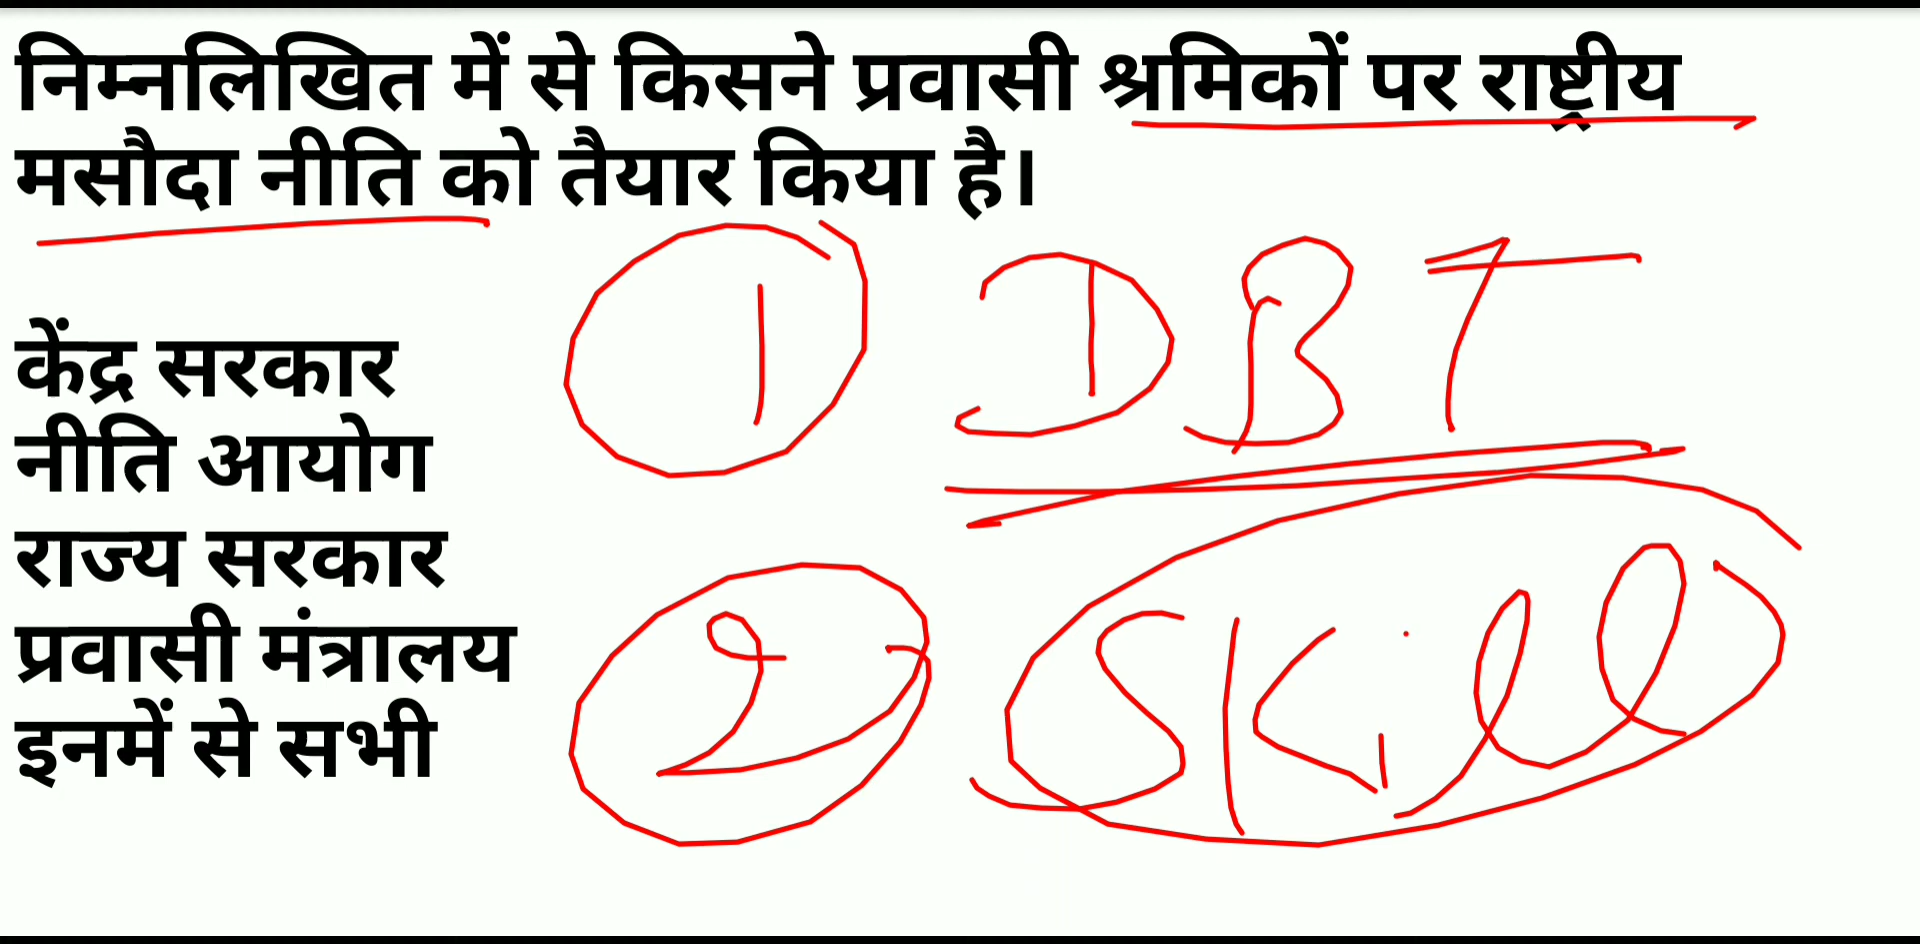 निम्नलिखित में से किसने प्रवासी श्रमिकों पर राष्ट्रीय
मसौदा नीति को तैयार किया है।
केंद्र सरकार
नीति आयोग
राज्य सरकार
प्रवासी मंत्रालय
इनमें से सभी
1 DBT
2 Skill